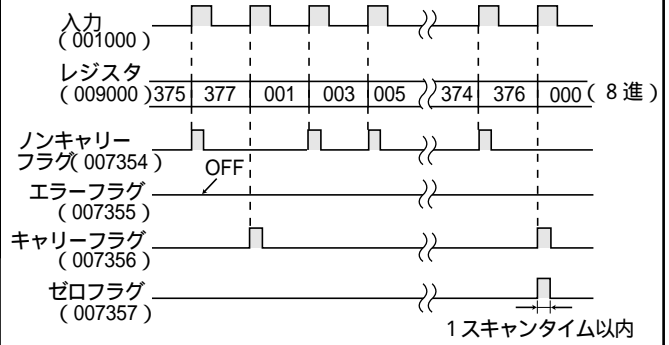 入力
(001000)
レジスタ
(009000) 375 377 001 003 005 374 376 000 (8進)
ノンキャリー
フラグ(007354)
OFF
エラーフラグ
(007355)
キャリーフラグ
(007356)
ゼロフラグ
(007357)
1スキャンタイム以内